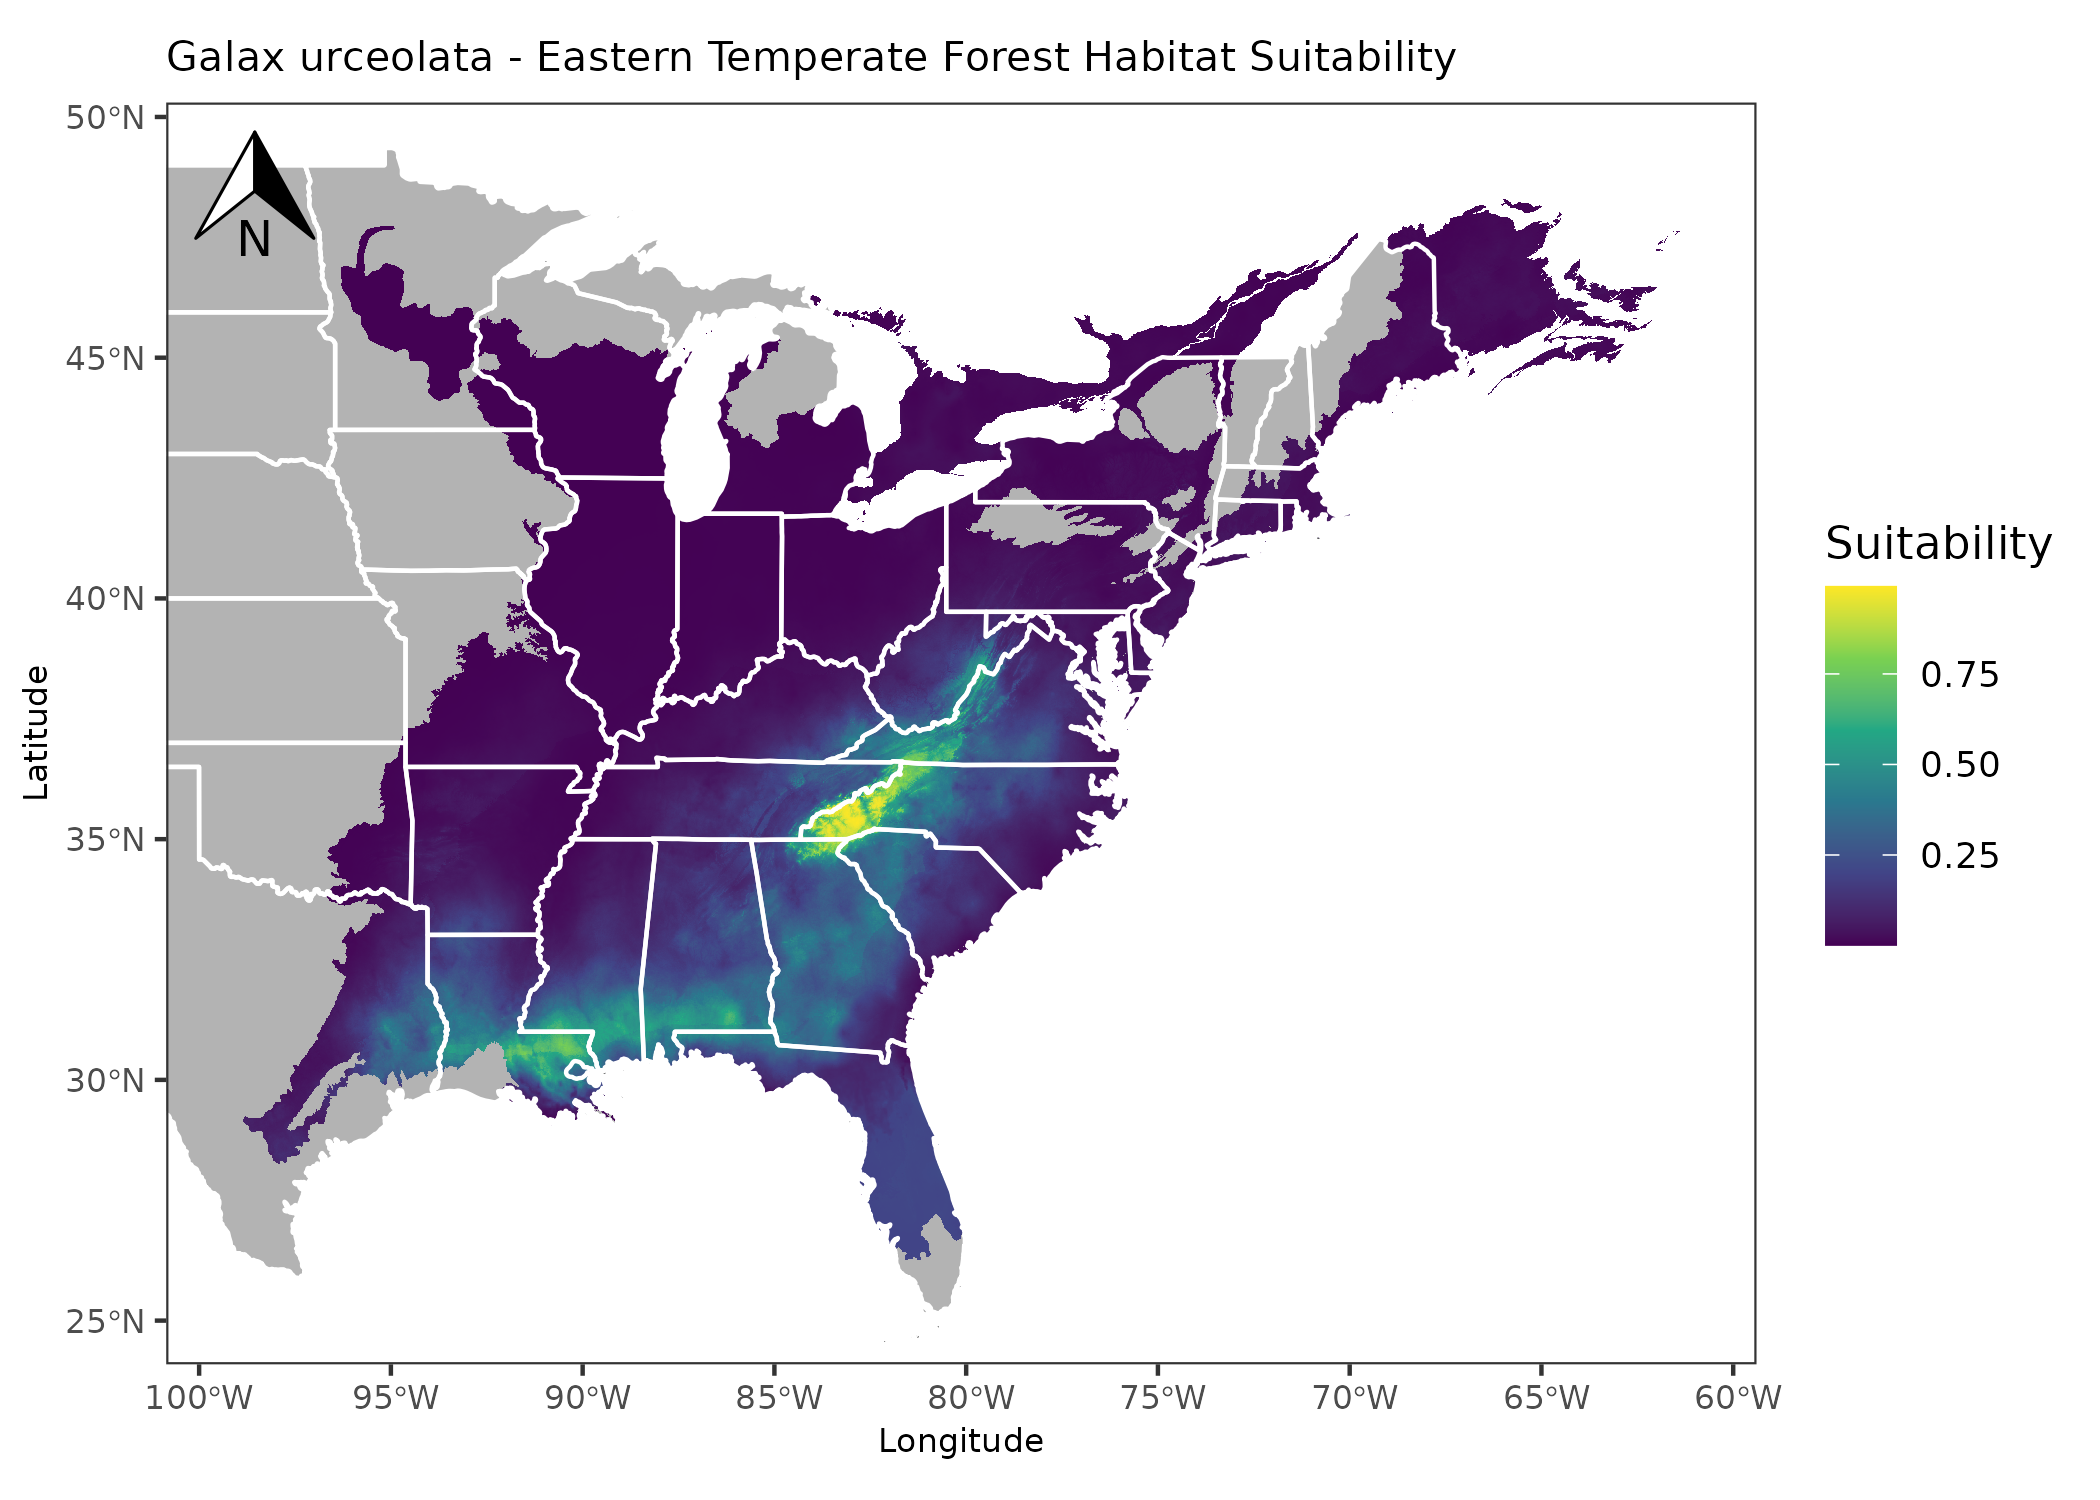 Galax urceolata - Eastern Temperate Forest Habitat Suitability
50°N
45°N
40°N
35°N
30°N
25°N
N
Latitude
100°W 95°W 90°W 85°W 80°W 75°W 70°W 65°W 60°W
Longitude
Suitability
0.75
0.50
0.25